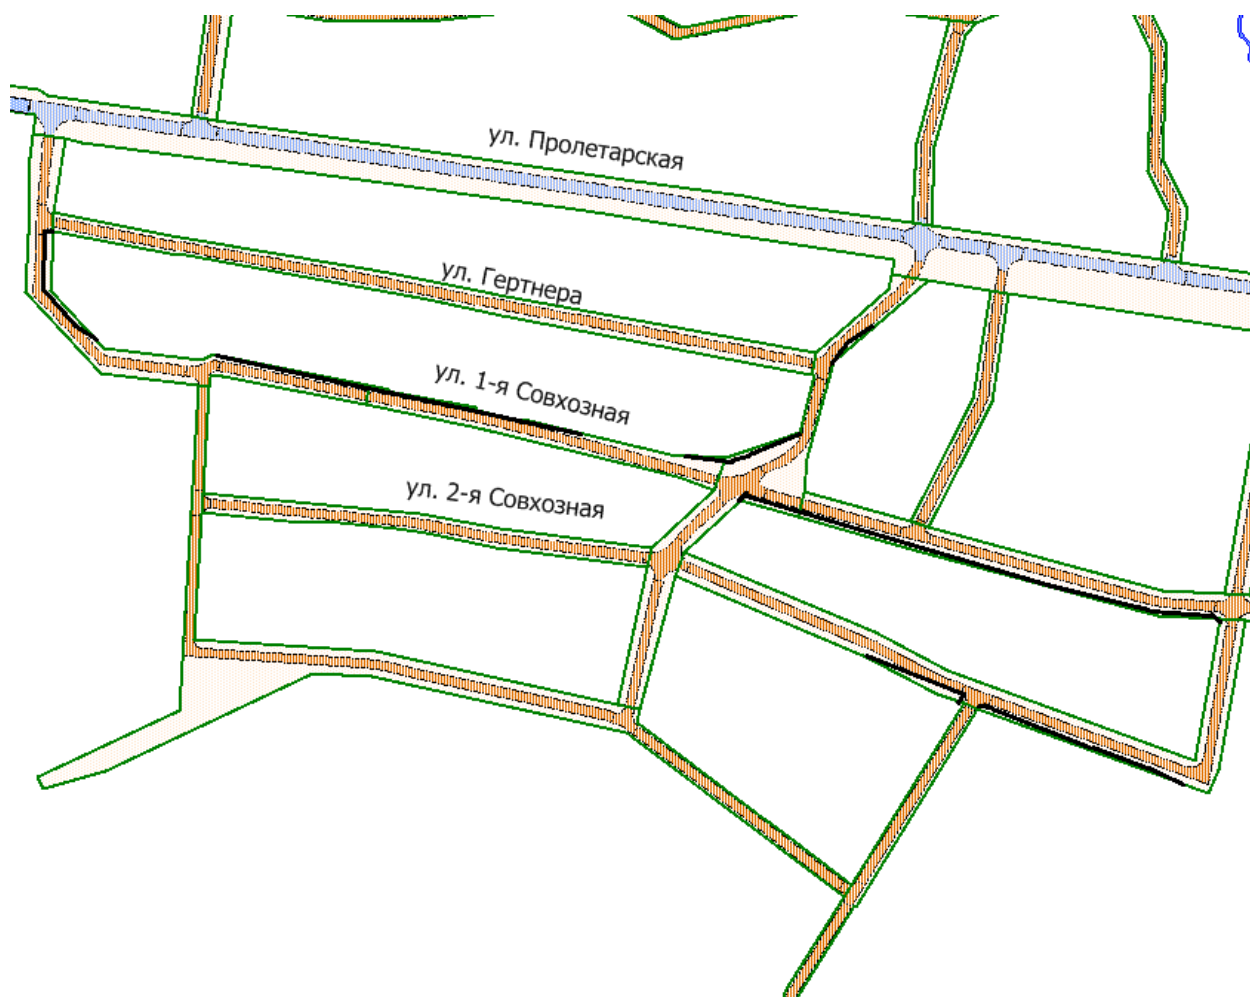 ул. Пролетарская
ул. Гертнера
ул. 1-я Совхозная
ул. 2-я Совхозная